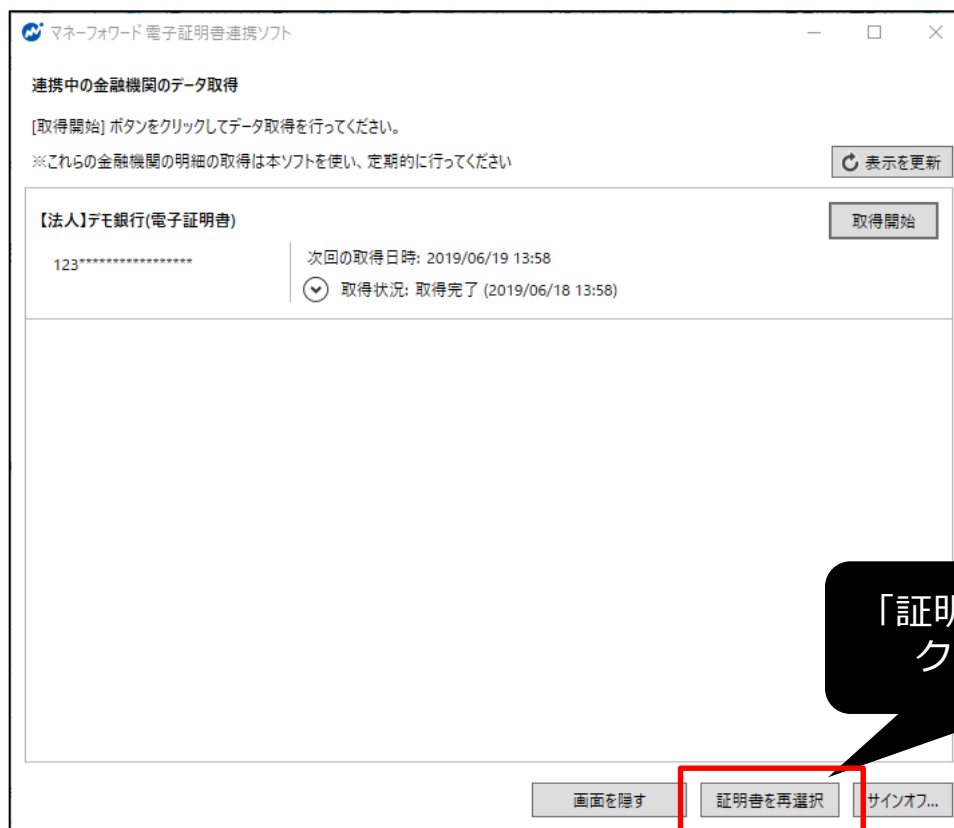 マネーフォワード 電子証明書連携ソフト
連携中の金融機関のデータ取得
[取得開始] ボタンをクリックしてデータ取得を行ってください。
※これらの金融機関の明細の取得は本ソフトを使い、定期的に行ってください
表示を更新
【法人】デモ銀行(電子証明書)
取得開始
123*****************
次回の取得日時: 2019/06/19 13:58
取得状況: 取得完了 (2019/06/18 13:58)
「証明
ク
画面を隠す
証明書を再選択
サインオフ...